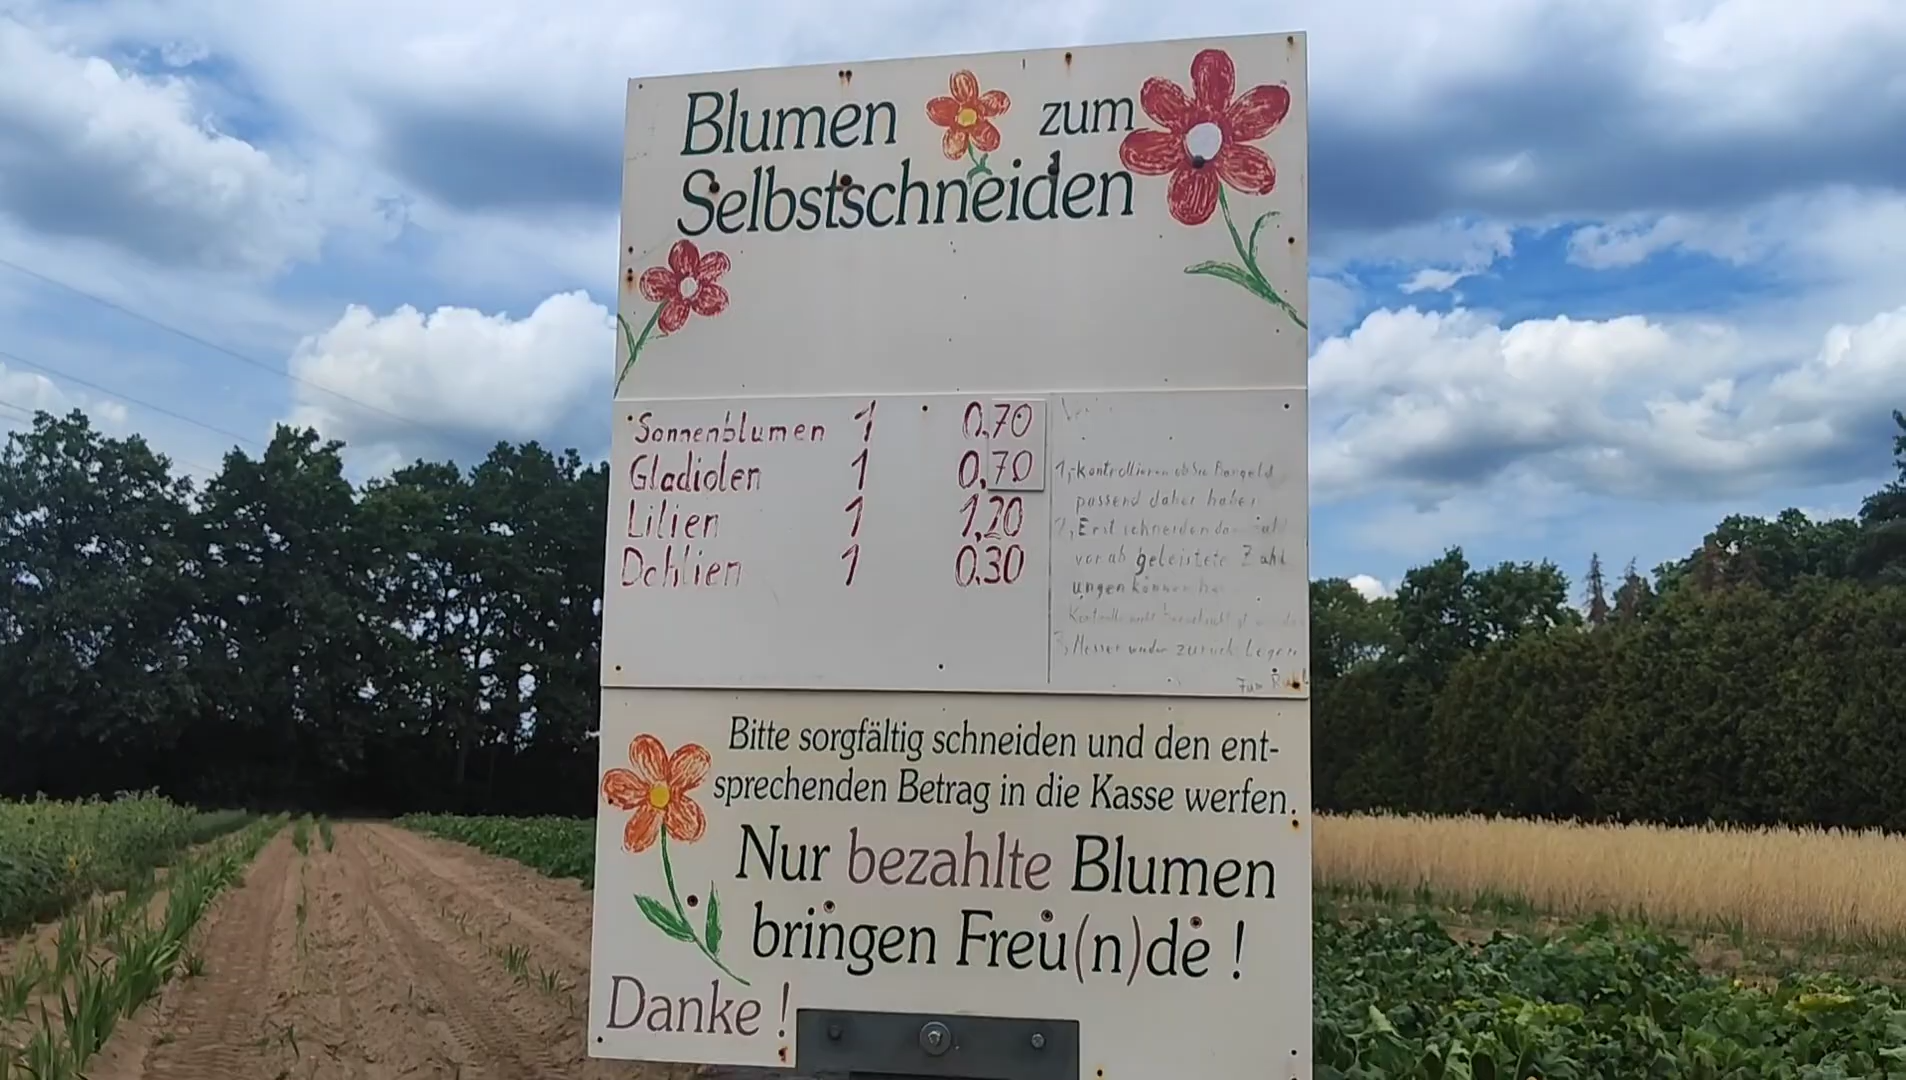 Blumen zum
Selbstschneiden
Sonnenblumen 1 0,70
Gladiolen 1 0,70
Lilien 1 1,20
Dahlien 1 0.30
1,-kontrollieren ob Sie Bargeld
passend daher haben
2, Erst schneiden
vorab geleistete Zahl
ungen können
Kontrolle nicht
3, Messer wieder zurück legen
Bitte sorgfältig schneiden und den ent-
sprechenden Betrag in die Kasse werfen.
Nur bezahlte Blumen
bringen Freu(n)de !
Danke !